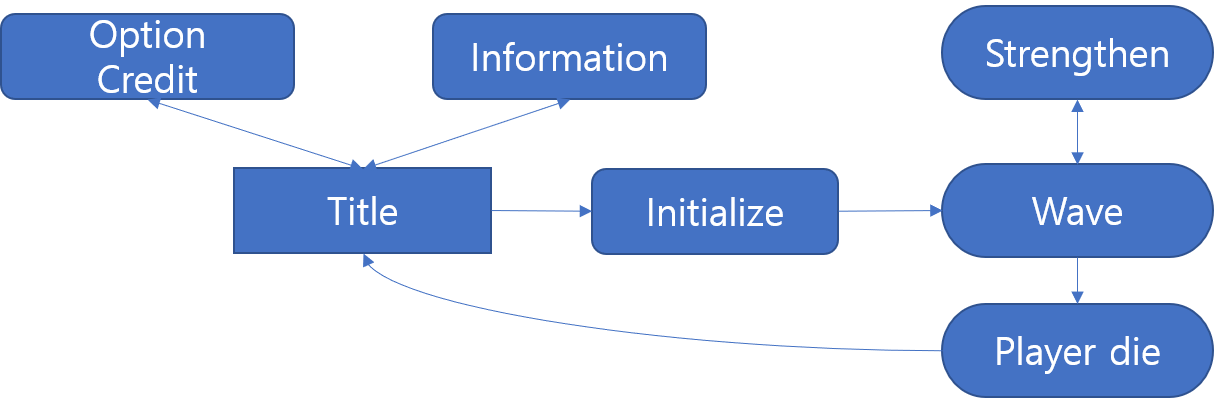 Option
Credit
Information
Strengthen
Title
Initialize
Wave
Player die